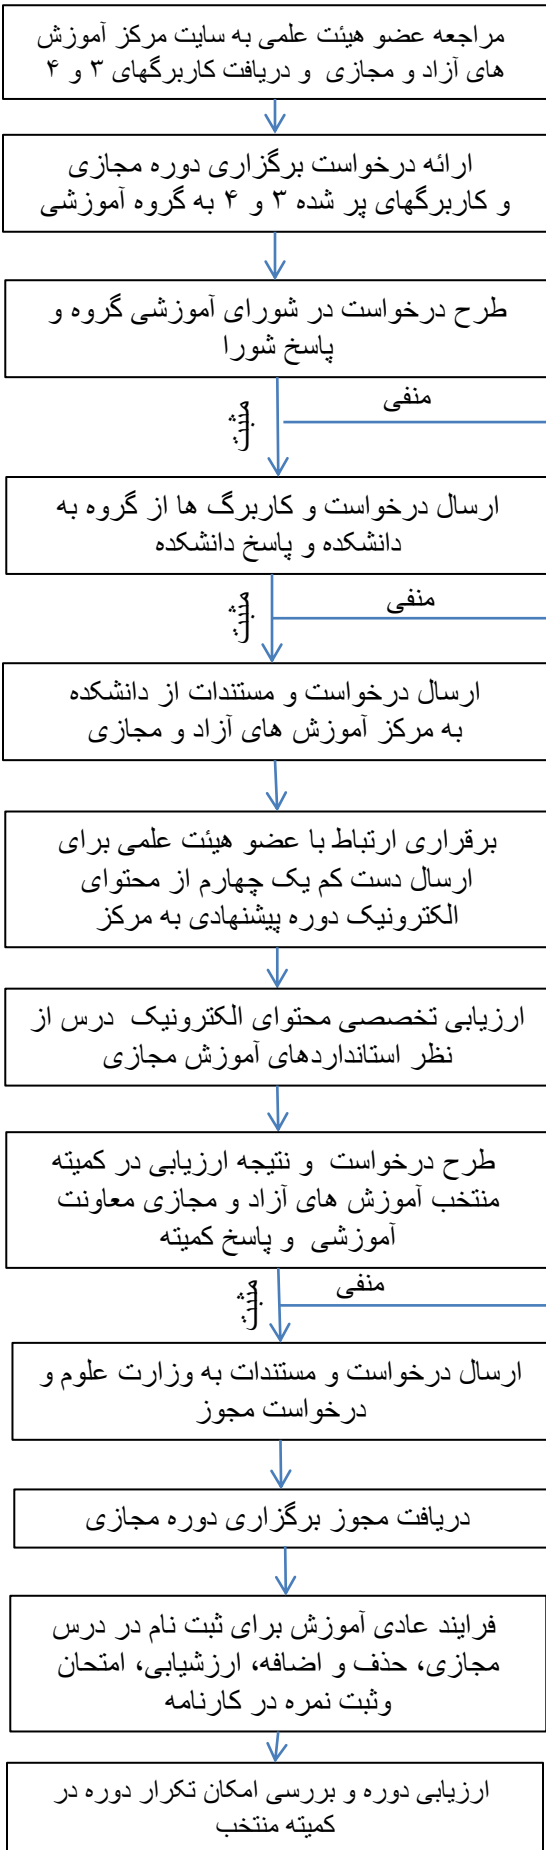 مراجعه عضو هیئت علمی به سایت مرکز آموزش
های آزاد و مجازی و دریافت کاربرگهای ۳ و ۴
ارائه درخواست برگزاری دوره مجازی
و کاربرگهای پر شده ۳ و ۴ به گروه آموزشی
طرح درخواست در شورای آموزشی گروه و
پاسخ شورا
منفی
مثبت
ارسال درخواست و کاربرگ ها از گروه به
دانشکده و پاسخ دانشکده
منفی
مثبت
ارسال درخواست و مستندات از دانشکده
به مرکز آموزش های آزاد و مجازی
برقراری ارتباط با عضو هیئت علمی برای
ارسال دست کم یک چهارم از محتوای
الکترونیک دوره پیشنهادی به مرکز
ارزیابی تخصصی محتوای الکترونیک درس از
نظر استانداردهای آموزش مجازی
طرح درخواست و نتیجه ارزیابی در کمیته
منتخب آموزش های آزاد و مجازی معاونت
آموزشی و پاسخ کمیته
منفی
مثبت
ارسال درخواست و مستندات به وزارت علوم و
درخواست مجوز
دریافت مجوز برگزاری دوره مجازی
فرایند عادی آموزش برای ثبت نام در درس
مجازی، حذف و اضافه، ارزشیابی، امتحان
وثبت نمره در کارنامه
ارزیابی دوره و بررسی امکان تکرار دوره در
کمیته منتخب